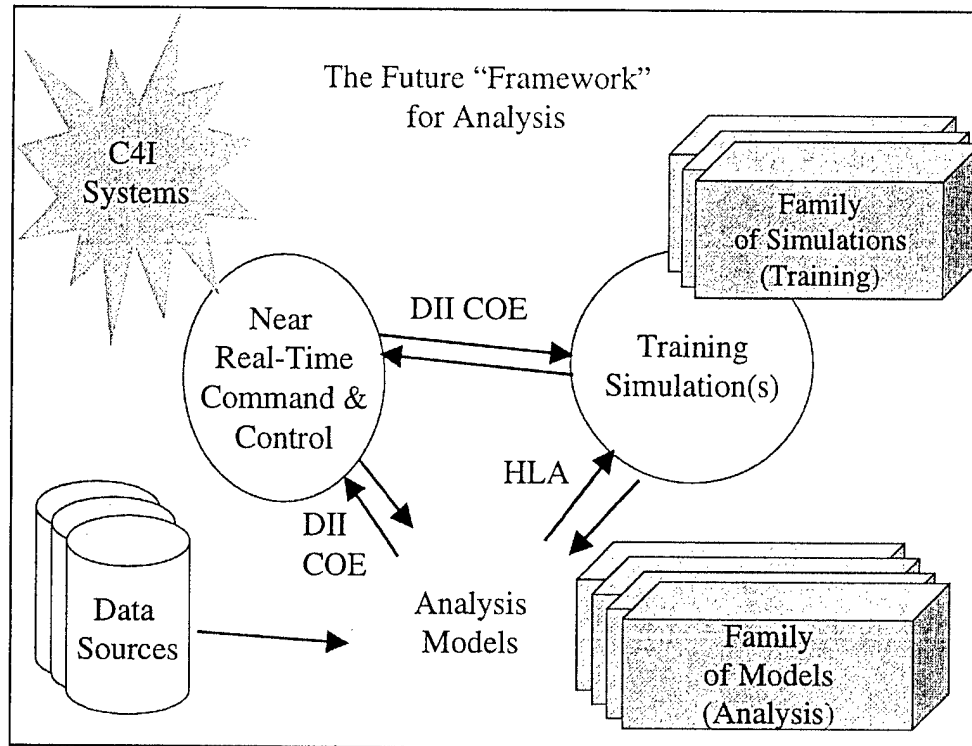 The Future “Framework”
for Analysis
C4I
Systems
Family
of Simulations
(Training)
Near
Real-Time
Command &
Control
DII COE
Training
Simulation(s)
HLA
DII
COE
Data
Sources
Analysis
Models
Family
of Models
(Analysis)